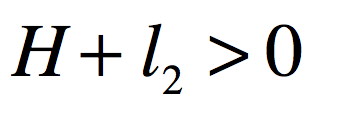 H + l₂ > 0